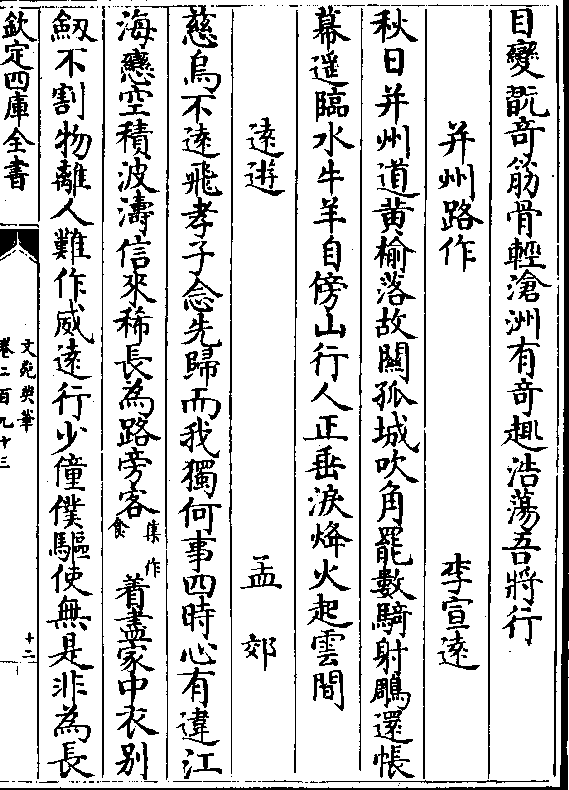 目變翫奇筋骨輕滄洲有奇趣浩蕩吾將行
并州路作 李宣遠
秋日并州道黃榆落故關孤城吹角罷數騎射鵰還帳
幕遥臨水牛羊自傍山行人正垂淚烽火起雲間
遠遊 孟郊
慈烏不遠飛孝子念先歸而我獨何事四時心有違江
海戀空積波濤信來稀長為路旁客集作食着盡家中衣别
劒不割物離人難作威遠行少僮僕驅使無是非為長
欽定四庫全書
文苑英華
卷二百九十三
十二